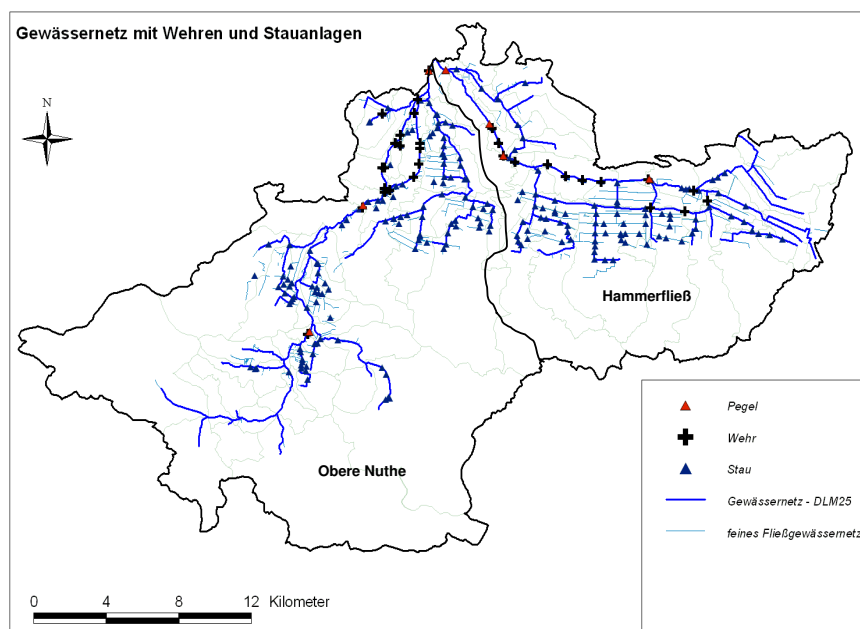 Gewässernetz mit Wehren und Stauanlagen
N
Hammerfließ
Obere Nuthe
Pegel
Wehr
Stau
Gewässernetz - DLM25
feines Fließgewässernetz
0 4 8 12 Kilometer